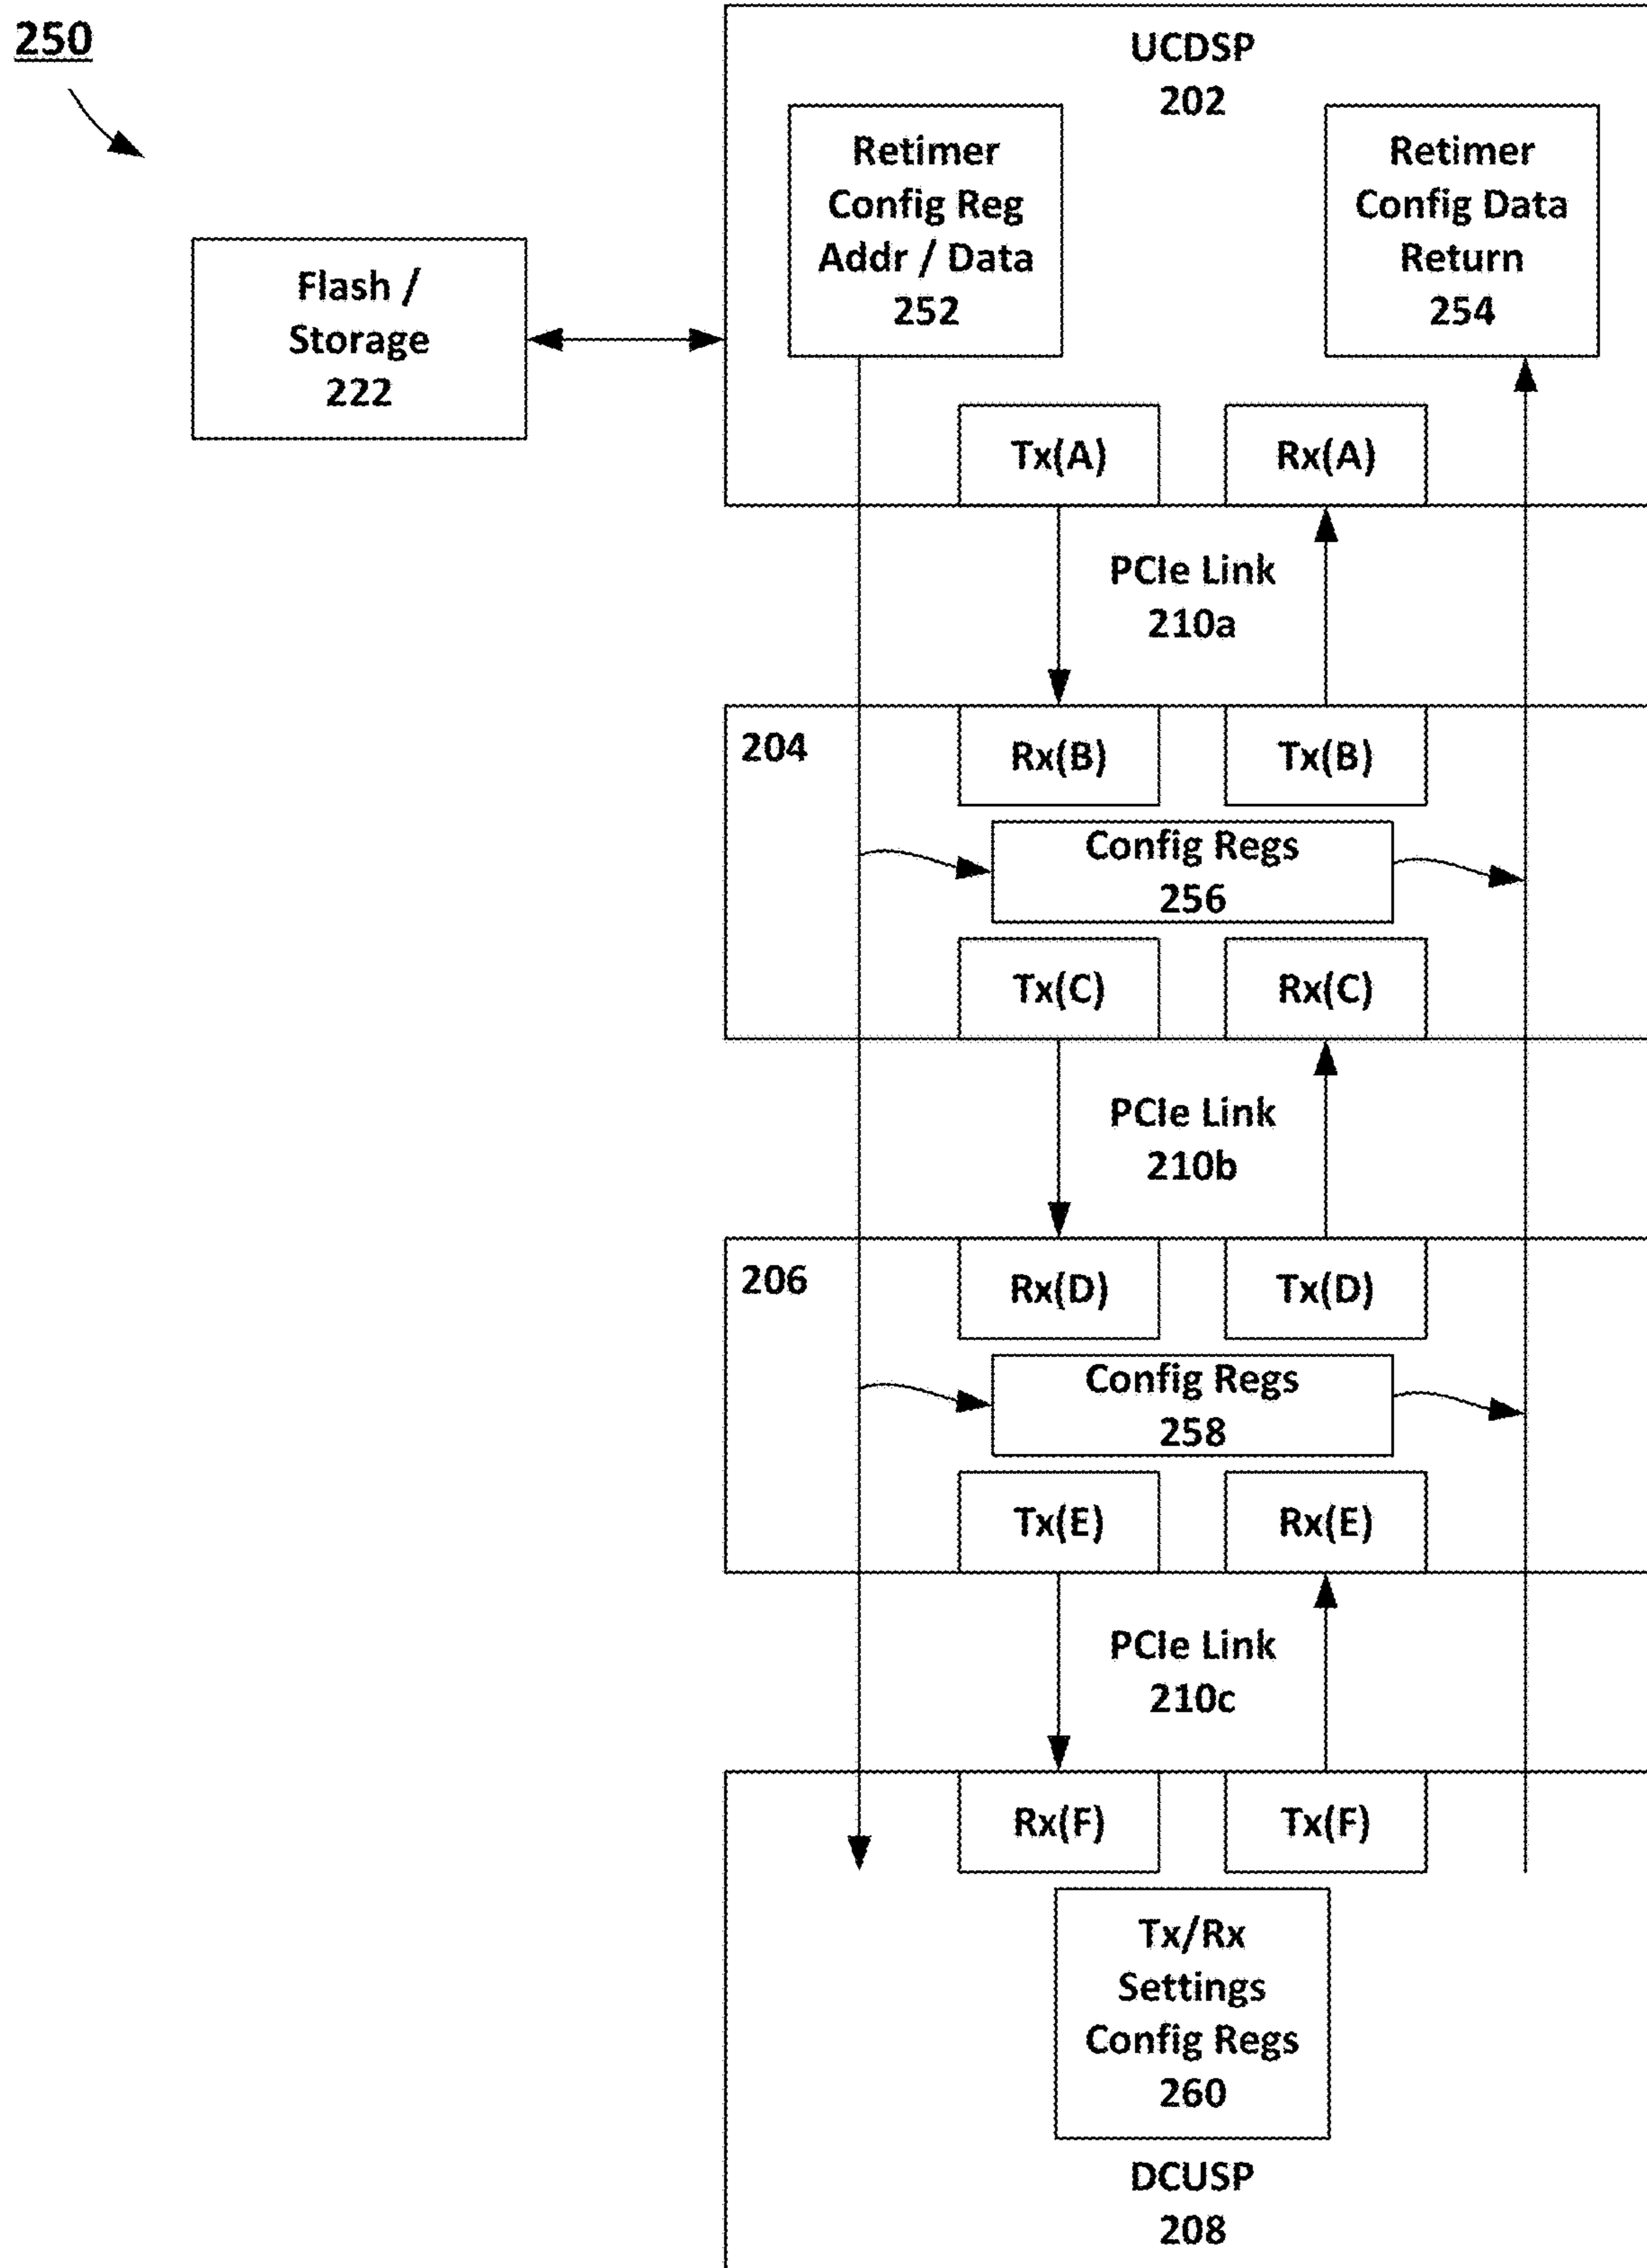 250
UCDSP
202
Retimer
Config Reg
Addr / Data
252
Retimer
Config Data
Return
254
Flash /
Storage
222
Tx(A)
Rx(A)
PCIe Link
210a
204
Rx(B)
Tx(B)
Config Regs
256
Tx(C)
Rx(C)
PCIe Link
210b
206
Rx(D)
Tx(D)
Config Regs
258
Tx(E)
Rx(E)
PCIe Link
210c
Rx(F)
Tx(F)
Tx/Rx
Settings
Config Regs
260
DCUSP
208